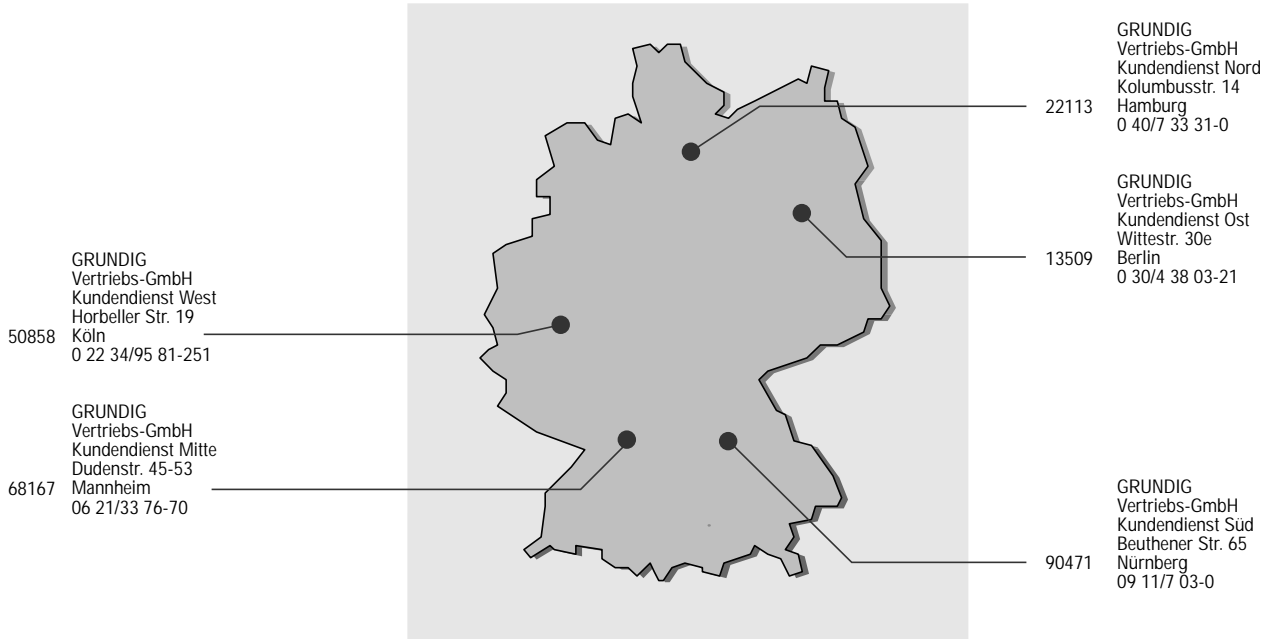 GRUNDIG
Vertriebs-GmbH
Kundendienst West
Horbeller Str. 19
50858 Köln
0 22 34/95 81-251
GRUNDIG
Vertriebs-GmbH
Kundendienst Mitte
Dudenstr. 45-53
68167 Mannheim
06 21/33 76-70
GRUNDIG
Vertriebs-GmbH
Kundendienst Nord
Kolumbusstr. 14
22113 Hamburg
0 40/7 33 31-0
GRUNDIG
Vertriebs-GmbH
Kundendienst Ost
Wittestr. 30e
13509 Berlin
0 30/4 38 03-21
GRUNDIG
Vertriebs-GmbH
Kundendienst Süd
Beuthener Str. 65
90471 Nürnberg
09 11/7 03-0